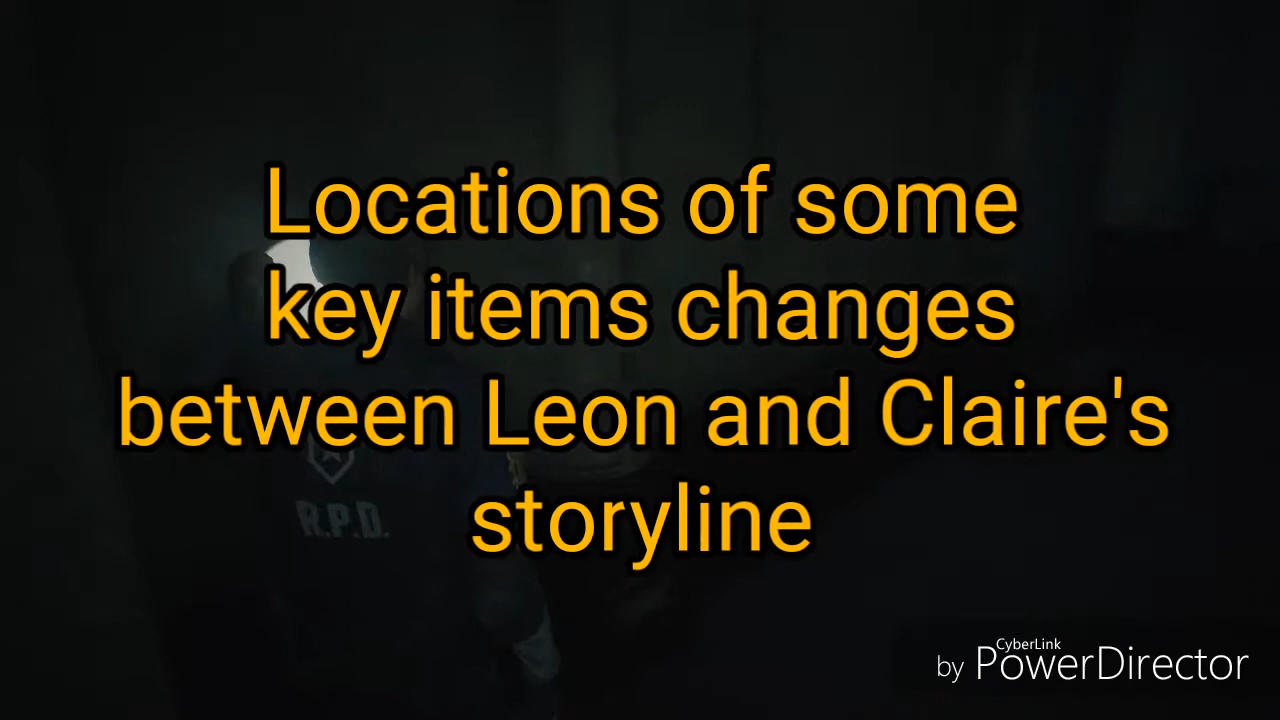 Locations of some
key items changes
between Leon and Claire's
storyline
R.P.D.
CyberLink
by PowerDirector